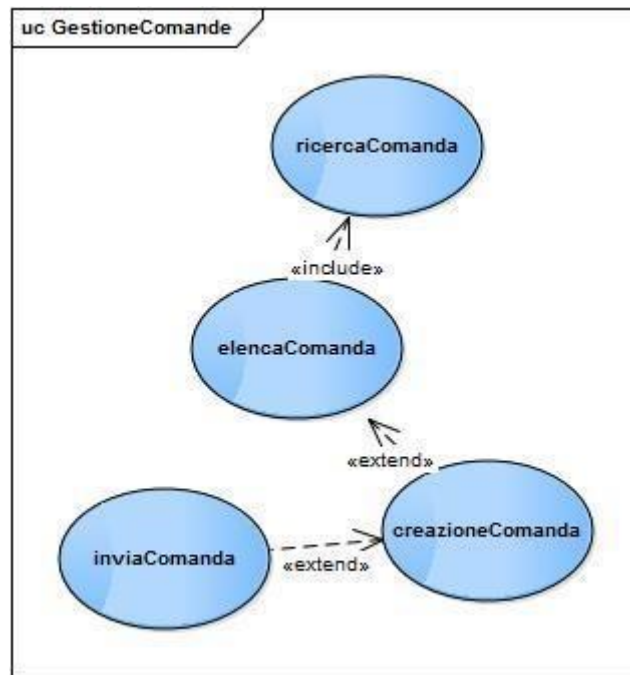 uc GestioneComande
ricercaComanda
«include»
elencaComanda
«extend»
creazioneComanda
inviaComanda
«extend»